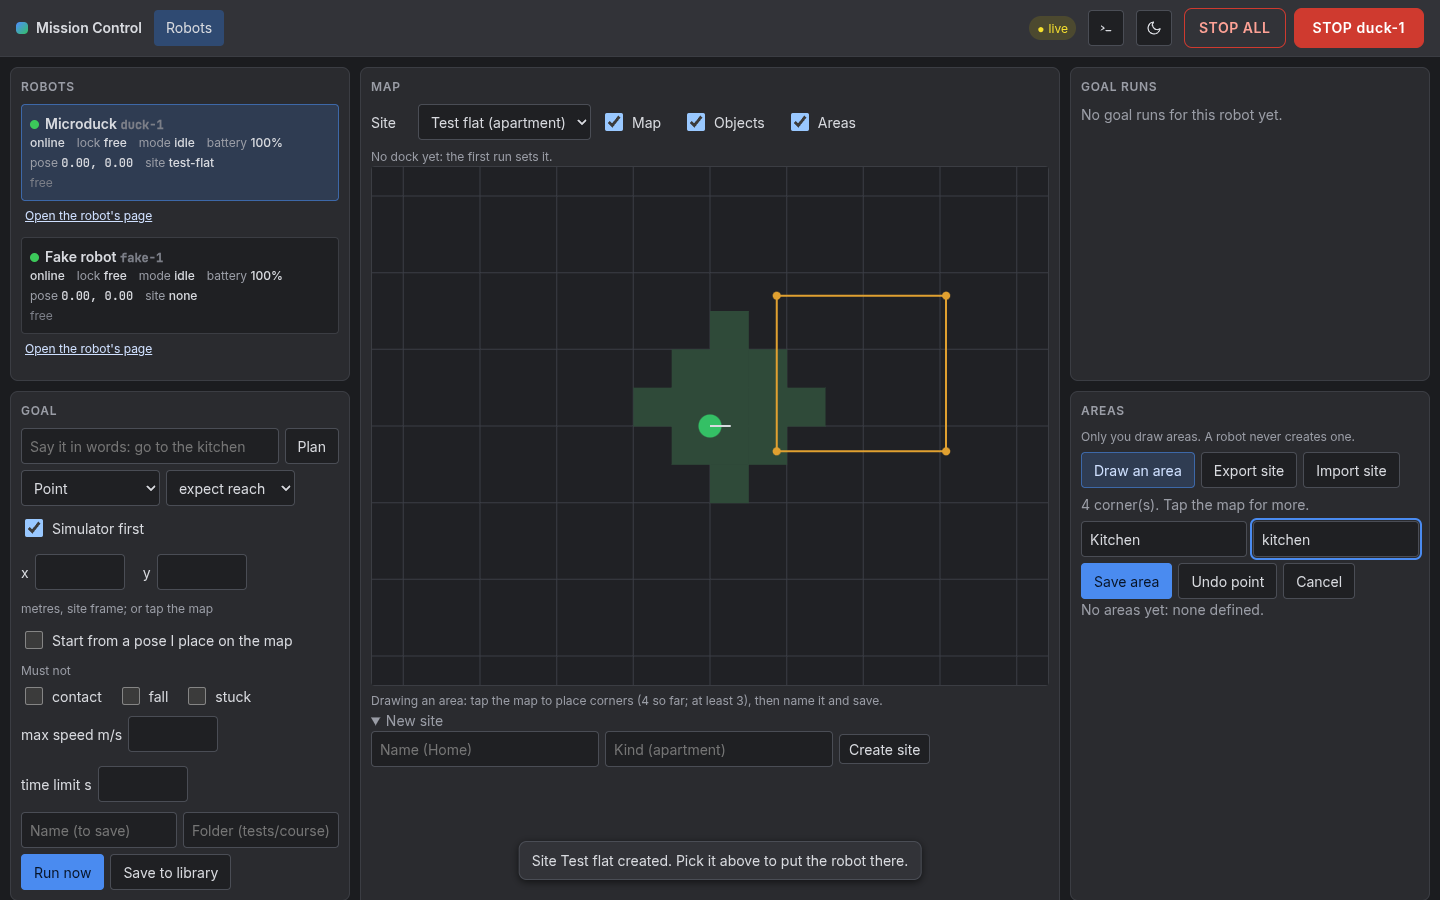 Mission Control
Robots
● live
STOP ALL
STOP duck-1
ROBOTS
Microduck duck-1
online lock free mode idle battery 100%
pose 0.00, 0.00 site test-flat
free
Open the robot's page
Fake robot fake-1
online lock free mode idle battery 100%
pose 0.00, 0.00 site none
free
Open the robot's page
GOAL
Say it in words: go to the kitchen
Plan
Point
expect reach
Simulator first
x
y
metres, site frame; or tap the map
Start from a pose I place on the map
Must not
contact
fall
stuck
max speed m/s
time limit s
Name (to save)
Folder (tests/course)
Run now
Save to library
MAP
Site
Test flat (apartment)
Map
Objects
Areas
No dock yet: the first run sets it.
Drawing an area: tap the map to place corners (4 so far; at least 3), then name it and save.
▼ New site
Name (Home)
Kind (apartment)
Create site
Site Test flat created. Pick it above to put the robot there.
GOAL RUNS
No goal runs for this robot yet.
AREAS
Only you draw areas. A robot never creates one.
Draw an area
Export site
Import site
4 corner(s). Tap the map for more.
Kitchen
kitchen
Save area
Undo point
Cancel
No areas yet: none defined.